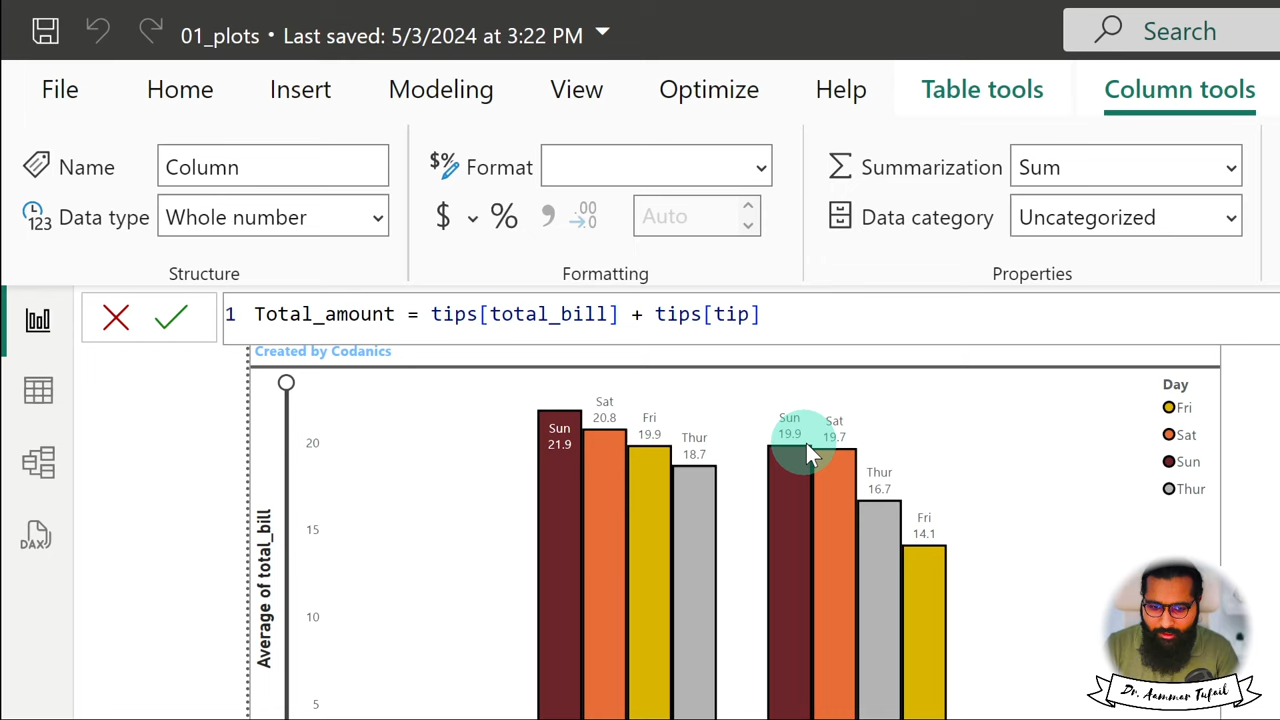 01_plots • Last saved: 5/3/2024 at 3:22 PM
Search
File Home Insert Modeling View Optimize Help Table tools Column tools
Name Column
$% Format
Summarization Sum
123 Data type Whole number
$ % , .00 →0 Auto
Data category Uncategorized
Structure Formatting Properties
1 Total_amount = tips[total_bill] + tips[tip]
Created by Codanics
DAX
Average of total_bill
20
15
10
5
Sun
21.9
Sat
20.8
Fri
19.9
Thur
18.7
Sun
19.9
Sat
19.7
Thur
16.7
Fri
14.1
Day
Fri
Sat
Sun
Thur
Dr. Aammar Tufail